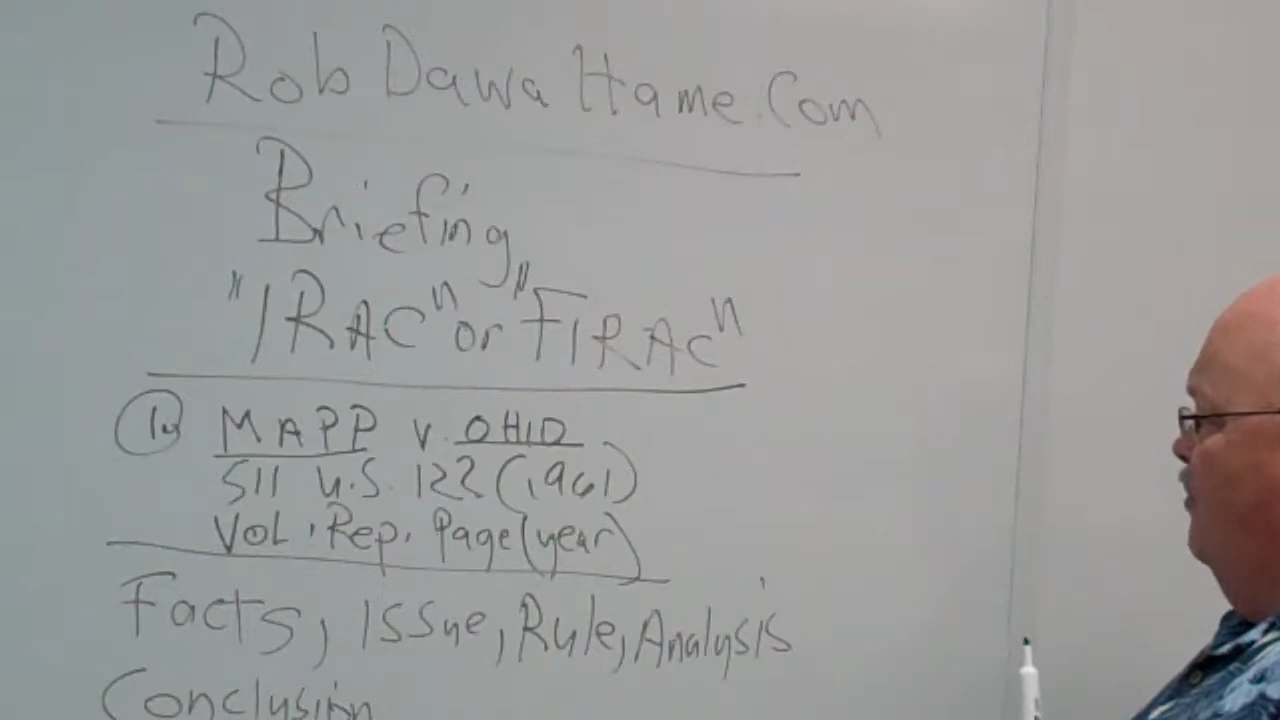 Rob Dawa Hame.Com
Briefing
"IRAC" or "FIRAC"
1. MAPP v. OHIO
511 U.S. 122 (1961)
VOL. Rep. Page (year)
Facts, Issue, Rule, Analysis
Conclusion